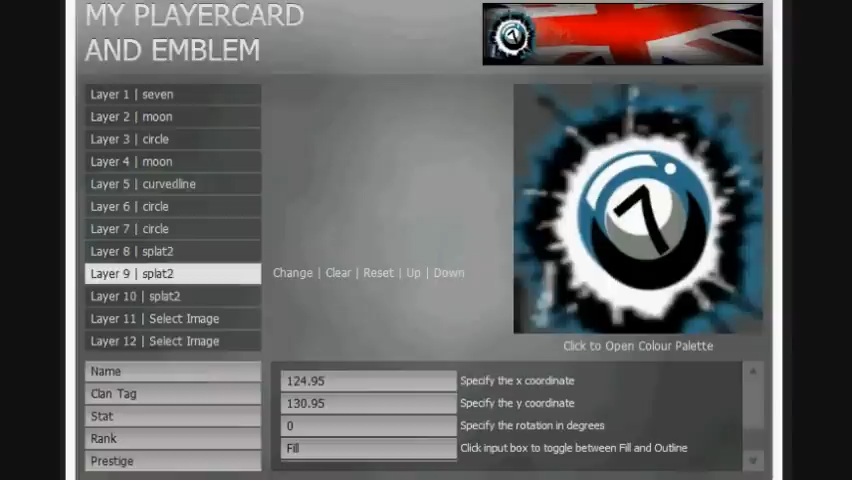 MY PLAYERCARD
AND EMBLEM
Layer 1 | seven
Layer 2 | moon
Layer 3 | circle
Layer 4 | moon
Layer 5 | curvedline
Layer 6 | circle
Layer 7 | circle
Layer 8 | splat2
Layer 9 | splat2
Change | Clear | Reset | Up | Down
Layer 10 | splat2
Layer 11 | Select Image
Layer 12 | Select Image
7
Click to Open Colour Palette
Name
Clan Tag
Stat
Rank
Prestige
124.95 Specify the x coordinate
130.95 Specify the y coordinate
0 Specify the rotation in degrees
Fill Click input box to toggle between Fill and Outline